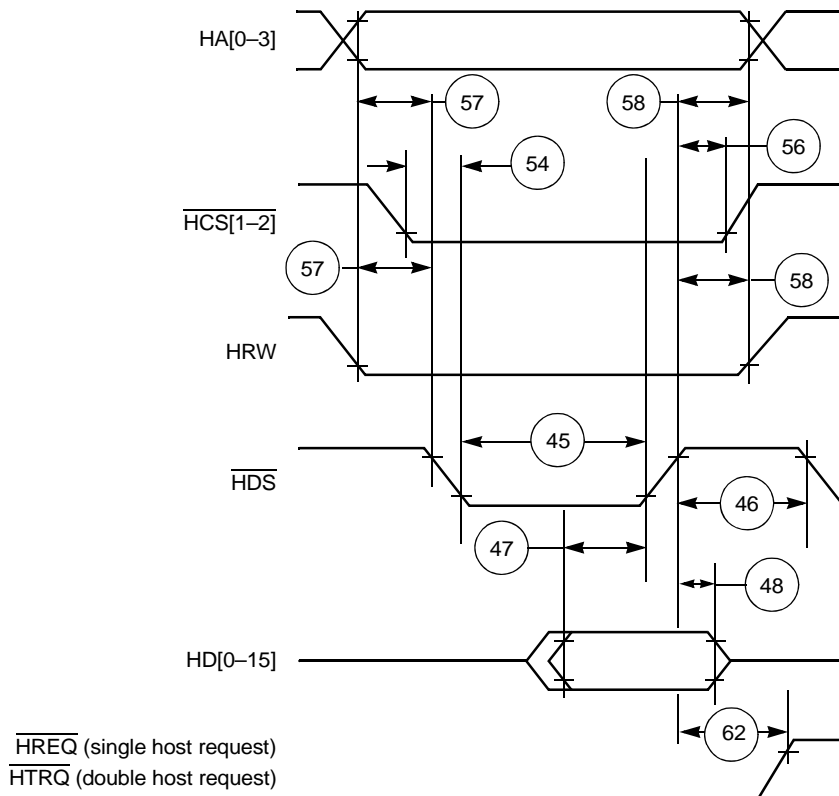 HA[0–3]
57
58
56
54
HCS[1–2]
57
58
HRW
45
HDS
46
47
48
HD[0–15]
62
HREQ (single host request)
HTRQ (double host request)